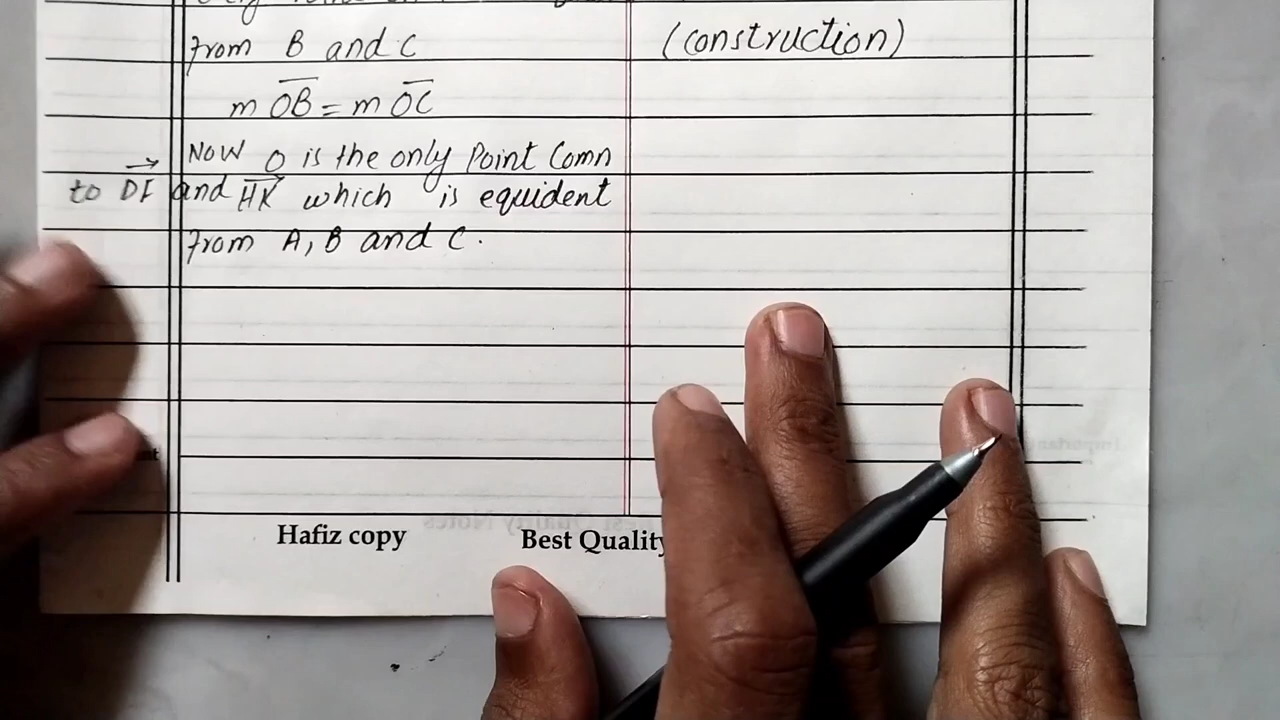 from B and C
(construction)
m OB = m OC
Now O is the only Point Comn
to DF and HK which is equident
from A, B and C.
Hafiz copy
Best Quality